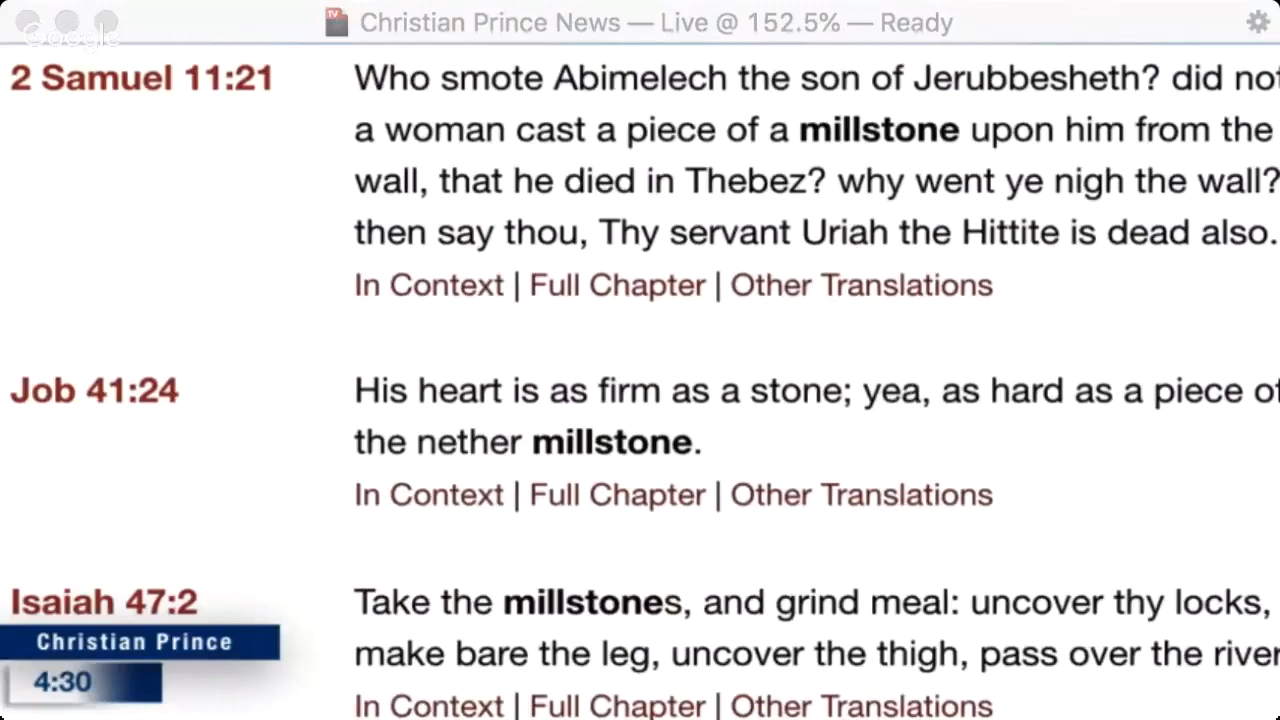 Christian Prince News — Live @ 152.5% — Ready
Google
2 Samuel 11:21
Who smote Abimelech the son of Jerubbesheth? did not
a woman cast a piece of a millstone upon him from the
wall, that he died in Thebez? why went ye nigh the wall?
then say thou, Thy servant Uriah the Hittite is dead also.
In Context | Full Chapter | Other Translations
Job 41:24
His heart is as firm as a stone; yea, as hard as a piece of
the nether millstone.
In Context | Full Chapter | Other Translations
Isaiah 47:2
Take the millstones, and grind meal: uncover thy locks,
make bare the leg, uncover the thigh, pass over the river
In Context | Full Chapter | Other Translations
Christian Prince
4:30